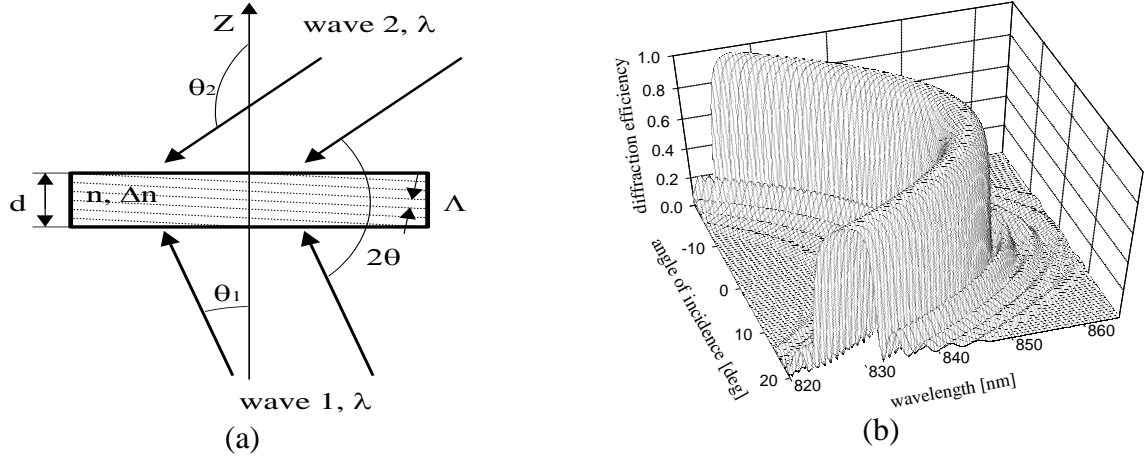 Z
wave 2, λ
θ2
d
n, Δn
Λ
2θ
θ1
wave 1, λ
(a)
(b)
diffraction efficiency
1.0
0.8
0.6
0.4
0.2
0.0
angle of incidence [deg]
-10
0
10
20
wavelength [nm]
820
830
840
850
860
(b)